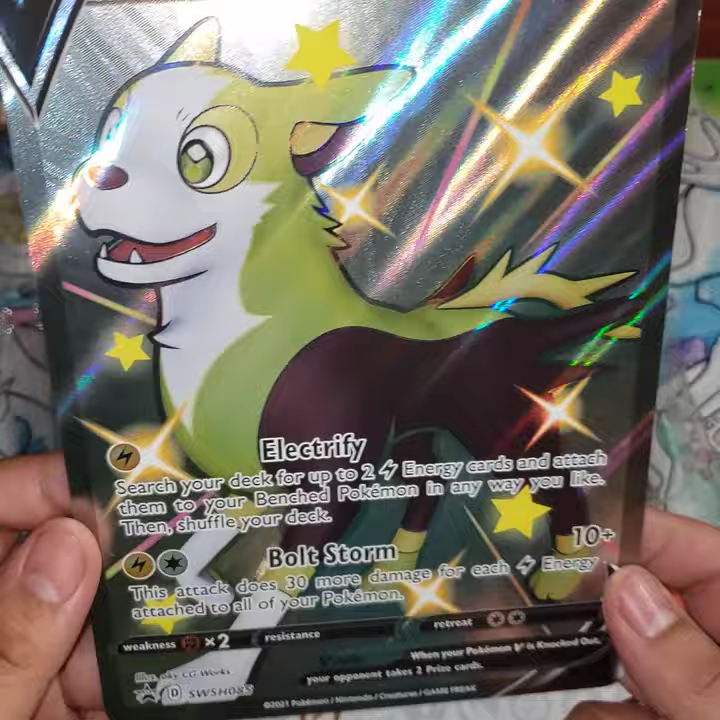 Electrify
Search your deck for up to 2 Energy cards and attach
them to your Benched Pokémon in any way you like.
Then, shuffle your deck.
Bolt Storm 10+
This attack does 30 more damage for each Energy
attached to all of your Pokémon.
weakness ×2 resistance retreat
When your Pokémon V is Knocked Out,
your opponent takes 2 Prize cards.
Illus. aky CG Works
D SWSH085
©2021 Pokémon / Nintendo / Creatures / GAME FREAK